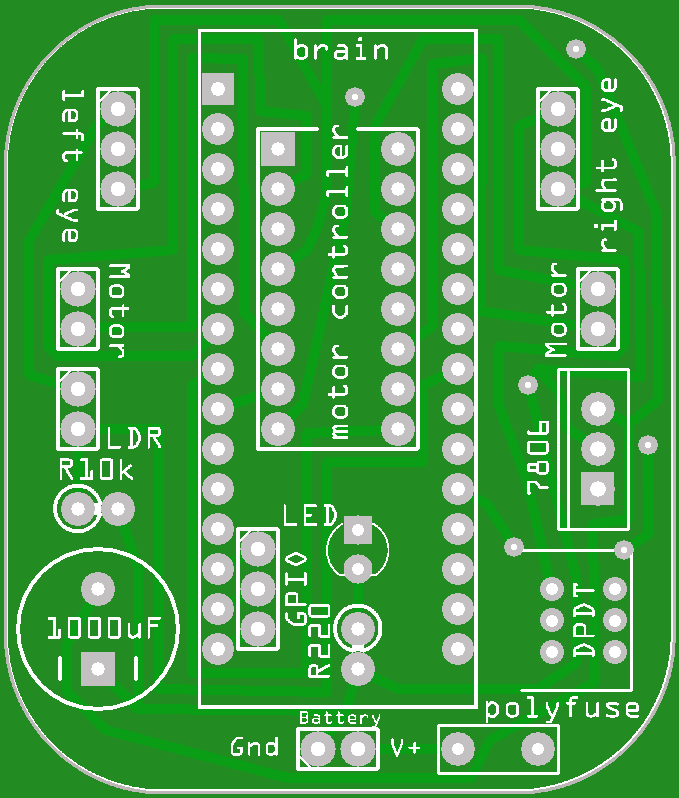 brain
left eye
right eye
motor controller
Motor
Motor
LDR
R10k
7806
LED
GPIO
R220
1000uF
DPDT
polyfuse
Battery
Gnd
V+